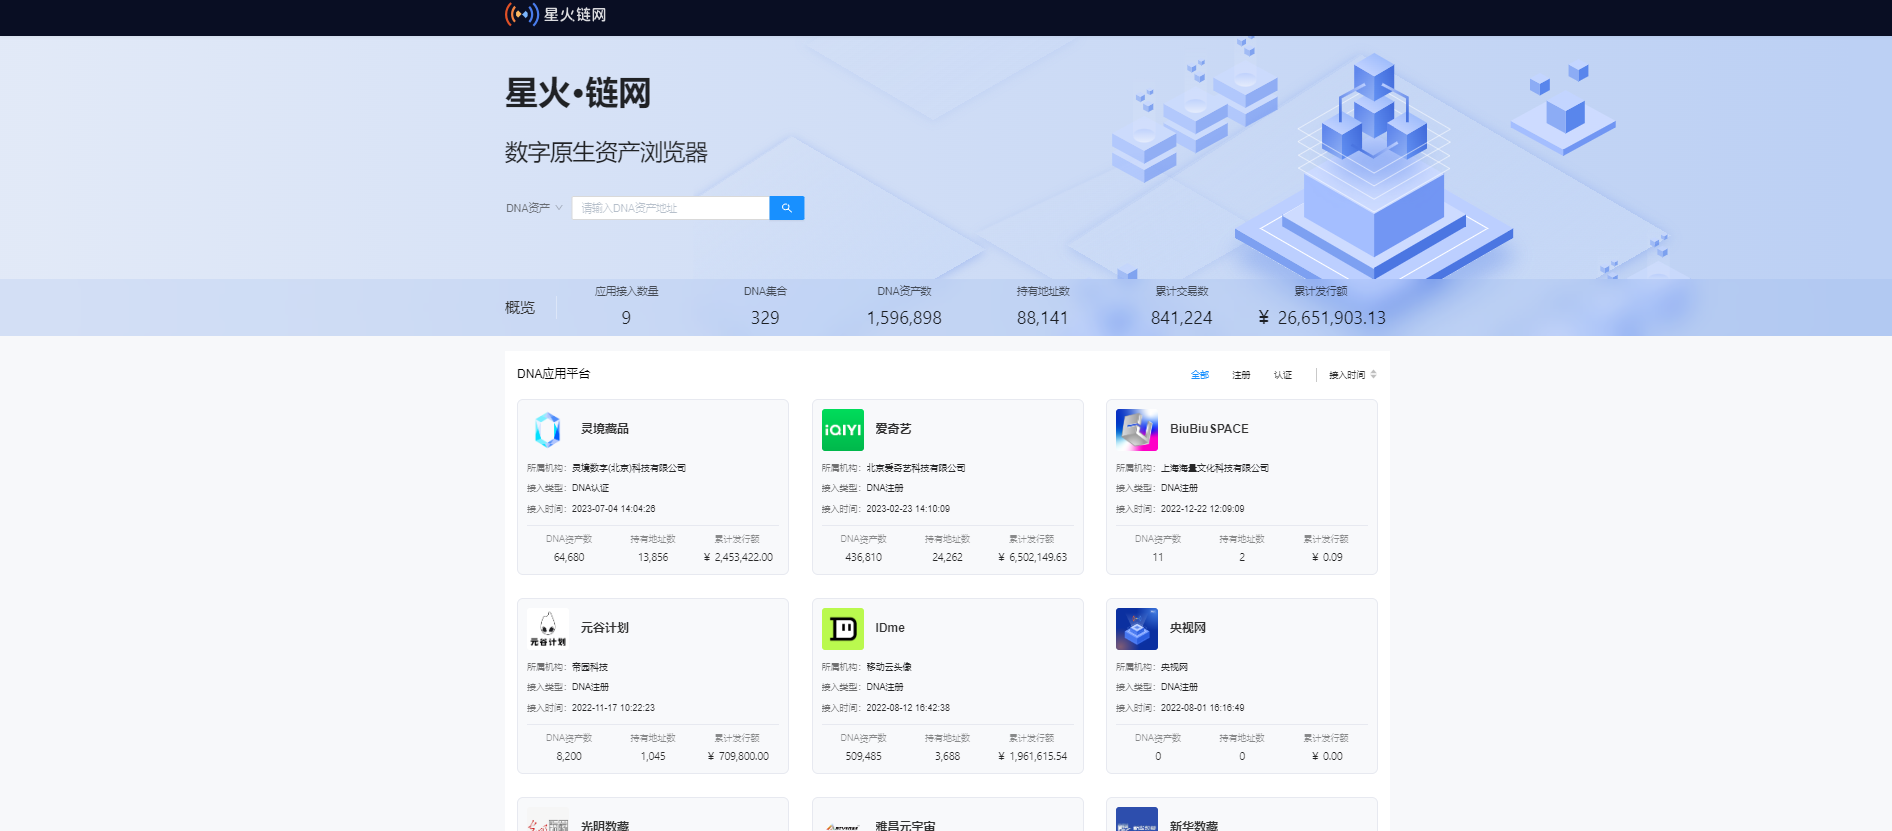 星火链网
星火·链网
数字原生资产浏览器
DNA资产 请输入DNA资产地址
概览
应用接入数量 DNA集合 DNA资产数 持有地址数 累计交易数 累计发行额
9 329 1,596,898 88,141 841,224 ¥ 26,651,903.13
DNA应用平台 全部 注册 认证 接入时间
灵境藏品
所属机构：灵境数字(北京)科技有限公司
接入类型：DNA认证
接入时间：2023-07-04 14:04:26
DNA资产数 持有地址数 累计发行额
64,680 13,856 ¥ 2,453,422.00
iQIYI 爱奇艺
所属机构：北京爱奇艺科技有限公司
接入类型：DNA注册
接入时间：2023-02-23 14:10:09
DNA资产数 持有地址数 累计发行额
436,810 24,262 ¥ 6,502,149.63
BiuBiuSPACE
所属机构：上海海量文化科技有限公司
接入类型：DNA注册
接入时间：2022-12-22 12:09:09
DNA资产数 持有地址数 累计发行额
11 2 ¥ 0.09
元谷计划 元谷计划
所属机构：帝园科技
接入类型：DNA注册
接入时间：2022-11-17 10:22:23
DNA资产数 持有地址数 累计发行额
8,200 1,045 ¥ 709,800.00
IDme
所属机构：移动云头像
接入类型：DNA注册
接入时间：2022-08-12 16:42:38
DNA资产数 持有地址数 累计发行额
509,485 3,688 ¥ 1,961,615.54
央视网
所属机构：央视网
接入类型：DNA注册
接入时间：2022-08-01 16:16:49
DNA资产数 持有地址数 累计发行额
0 0 ¥ 0.00
光明数藏
雅昌元宇宙
新华数藏